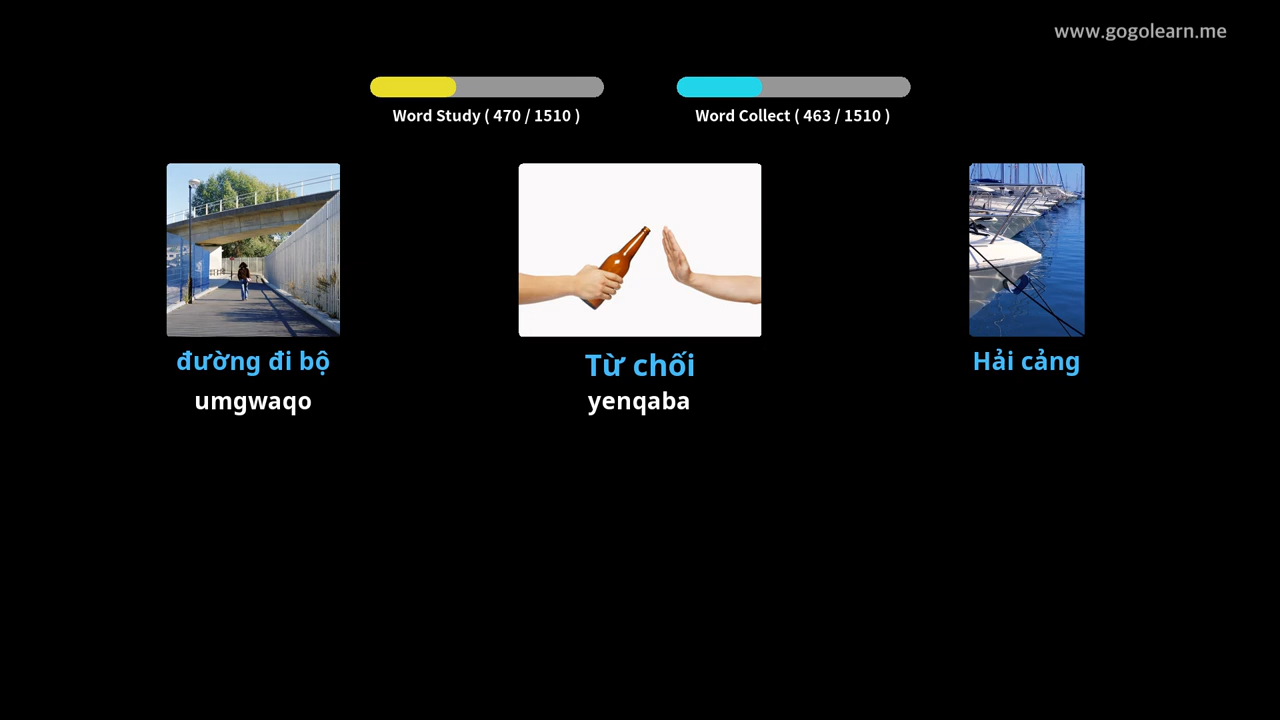 www.gogolearn.me
Word Study ( 470 / 1510 )
Word Collect ( 463 / 1510 )
đường đi bộ
umgwaqo
Từ chối
yenqaba
Hải cảng